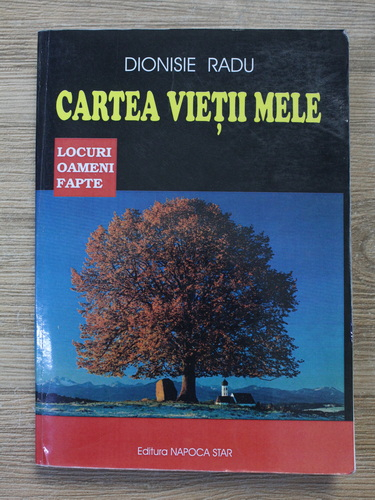 DIONISIE RADU
CARTEA VIEȚII MELE
LOCURI
OAMENI
FAPTE
Editura NAPOCA STAR